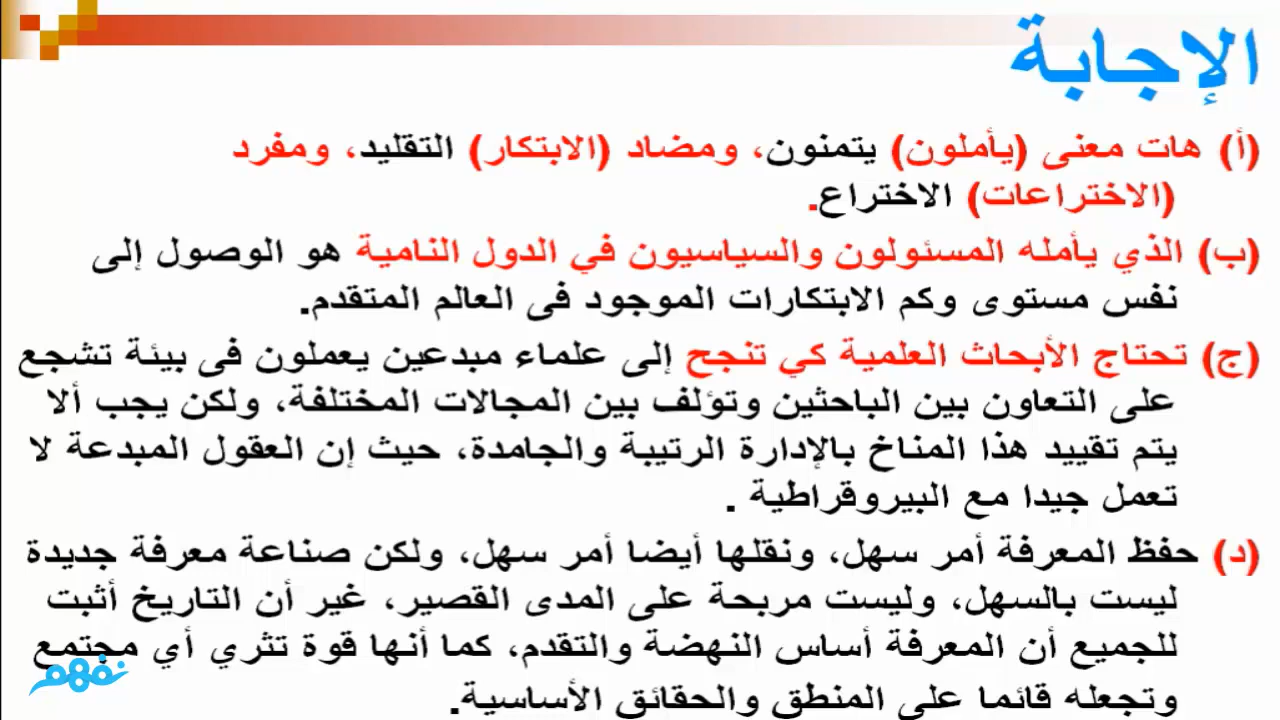 الإجابة
(أ) هات معنى (يأملون) يتمنون، ومضاد (الابتكار) التقليد، ومفرد
(الاختراعات) الاختراع.
(ب) الذي يأمله المسئولون والسياسيون في الدول النامية هو الوصول إلى
نفس مستوى وكم الابتكارات الموجود فى العالم المتقدم.
(ج) تحتاج الأبحاث العلمية كي تنجح إلى علماء مبدعين يعملون فى بيئة تشجع
على التعاون بين الباحثين وتؤلف بين المجالات المختلفة، ولكن يجب ألا
يتم تقييد هذا المناخ بالإدارة الرتيبة والجامدة، حيث إن العقول المبدعة لا
تعمل جيدا مع البيروقراطية .
(د) حفظ المعرفة أمر سهل، ونقلها أيضا أمر سهل، ولكن صناعة معرفة جديدة
ليست بالسهل، وليست مربحة على المدى القصير، غير أن التاريخ أثبت
للجميع أن المعرفة أساس النهضة والتقدم، كما أنها قوة تثري أي مجتمع
وتجعله قائما على المنطق والحقائق الأساسية.
نفهم